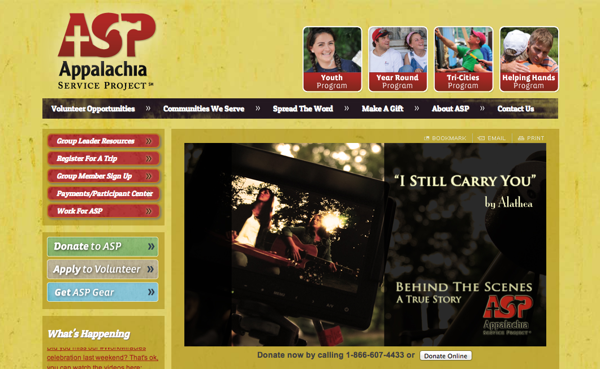 ASP
Appalachia
Service Project SM
Youth
Program
Year Round
Program
Tri-Cities
Program
Helping Hands
Program
Volunteer Opportunities »
Communities We Serve »
Spread The Word »
Make A Gift »
About ASP »
Contact Us
Group Leader Resources »
Register For A Trip »
Group Member Sign Up »
Payments/Participant Center
Work For ASP »
Donate to ASP »
Apply to Volunteer »
Get ASP Gear »
What's Happening
celebration last weekend? That's ok,
you can watch the videos here:
BOOKMARK
EMAIL
PRINT
"I Still Carry You"
by Alathea
Behind The Scenes
A True Story
ASP
Appalachia
Service Project
Donate now by calling 1-866-607-4433 or Donate Online